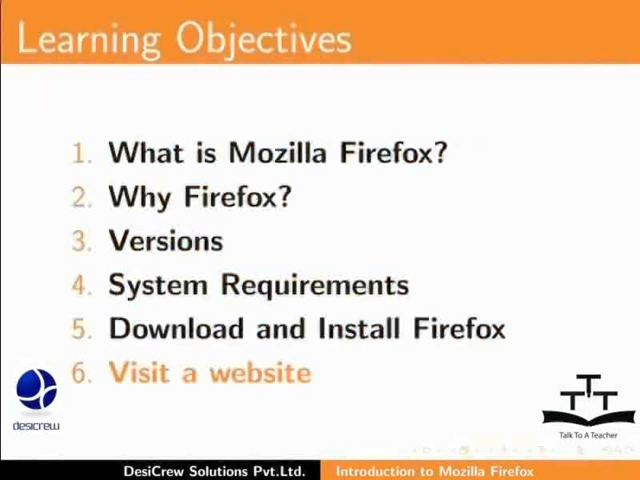 Learning Objectives
1. What is Mozilla Firefox?
2. Why Firefox?
3. Versions
4. System Requirements
5. Download and Install Firefox
6. Visit a website
desicrew
TTT
Talk To A Teacher
DesiCrew Solutions Pvt.Ltd. Introduction to Mozilla Firefox